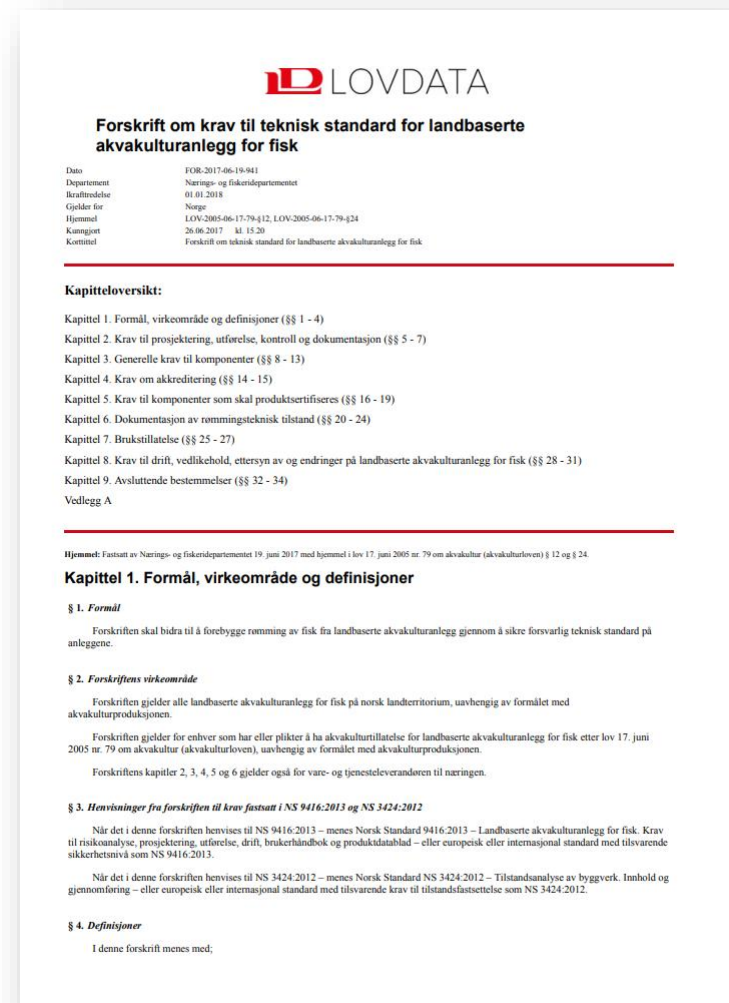 LOVDATA
Forskrift om krav til teknisk standard for landbaserte
akvakulturanlegg for fisk
Dato FOR-2017-06-19-941
Departement Nærings- og fiskeridepartementet
Ikrafttredelse 01.01.2018
Gjelder for Norge
Hjemmel LOV-2005-06-17-79-§12, LOV-2005-06-17-79-§24
Kunngjort 26.06.2017 kl. 15.20
Korttittel Forskrift om teknisk standard for landbaserte akvakulturanlegg for fisk
Kapitteloversikt:
Kapittel 1. Formål, virkeområde og definisjoner (§§ 1 - 4)
Kapittel 2. Krav til prosjektering, utførelse, kontroll og dokumentasjon (§§ 5 - 7)
Kapittel 3. Generelle krav til komponenter (§§ 8 - 13)
Kapittel 4. Krav om akkreditering (§§ 14 - 15)
Kapittel 5. Krav til komponenter som skal produktsertifiseres (§§ 16 - 19)
Kapittel 6. Dokumentasjon av rømmingsteknisk tilstand (§§ 20 - 24)
Kapittel 7. Brukstillatelse (§§ 25 - 27)
Kapittel 8. Krav til drift, vedlikehold, ettersyn av og endringer på landbaserte akvakulturanlegg for fisk (§§ 28 - 31)
Kapittel 9. Avsluttende bestemmelser (§§ 32 - 34)
Vedlegg A
Hjemmel: Fastsatt av Nærings- og fiskeridepartementet 19. juni 2017 med hjemmel i lov 17. juni 2005 nr. 79 om akvakultur (akvakulturloven) § 12 og § 24.
Kapittel 1. Formål, virkeområde og definisjoner
§ 1. Formål
Forskriften skal bidra til å forebygge rømming av fisk fra landbaserte akvakulturanlegg gjennom å sikre forsvarlig teknisk standard på
anleggene.
§ 2. Forskriftens virkeområde
Forskriften gjelder alle landbaserte akvakulturanlegg for fisk på norsk landterritorium, uavhengig av formålet med
akvakulturproduksjonen.
Forskriften gjelder for enhver som har eller plikter å ha akvakulturtillatelse for landbaserte akvakulturanlegg for fisk etter lov 17. juni
2005 nr. 79 om akvakultur (akvakulturloven), uavhengig av formålet med akvakulturproduksjonen.
Forskriftens kapitler 2, 3, 4, 5 og 6 gjelder også for vare- og tjenesteleverandøren til næringen.
§ 3. Henvisninger fra forskriften til krav fastsatt i NS 9416:2013 og NS 3424:2012
Når det i denne forskriften henvises til NS 9416:2013 – menes Norsk Standard 9416:2013 – Landbaserte akvakulturanlegg for fisk. Krav
til risikoanalyse, prosjektering, utførelse, drift, brukerhåndbok og produktdatablad – eller europeisk eller internasjonal standard med tilsvarende
sikkerhetsnivå som NS 9416:2013.
Når det i denne forskriften henvises til NS 3424:2012 – menes Norsk Standard NS 3424:2012 – Tilstandsanalyse av byggverk. Innhold og
gjennomføring – eller europeisk eller internasjonal standard med tilsvarende krav til tilstandsfastsettelse som NS 3424:2012.
§ 4. Definisjoner
I denne forskrift menes med;